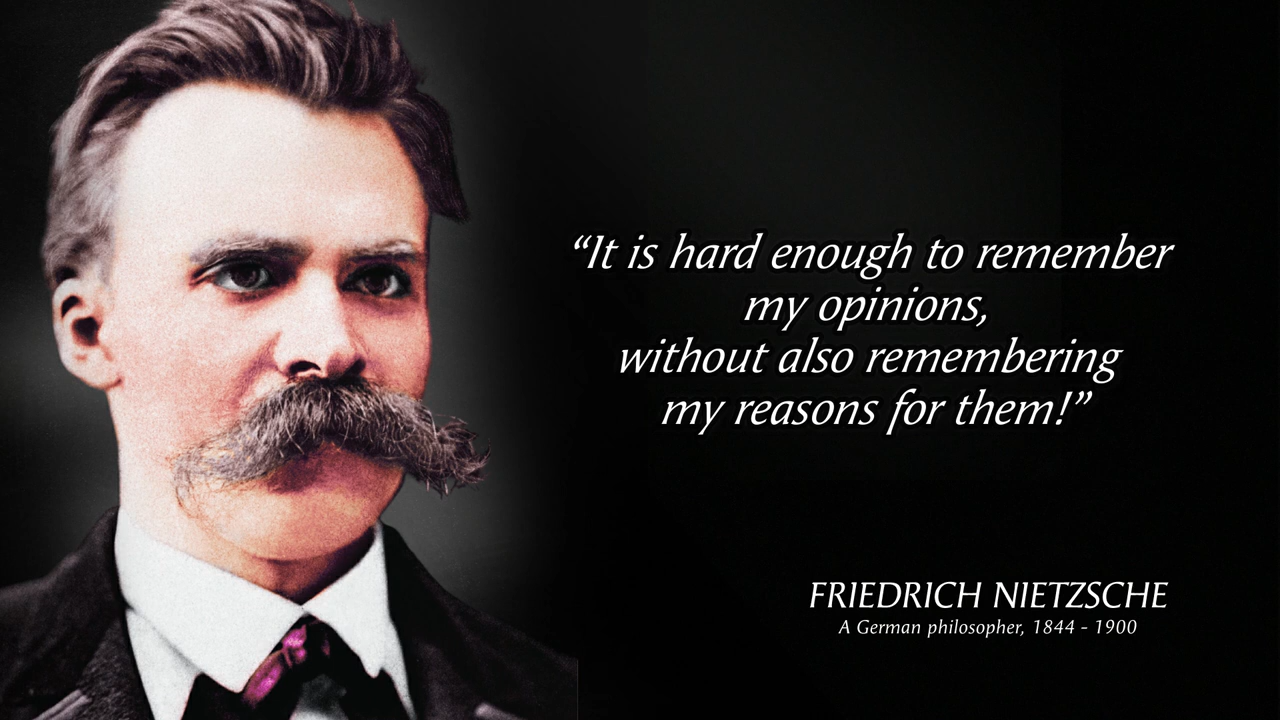 “It is hard enough to remember
my opinions,
without also remembering
my reasons for them!”
FRIEDRICH NIETZSCHE
A German philosopher, 1844 - 1900